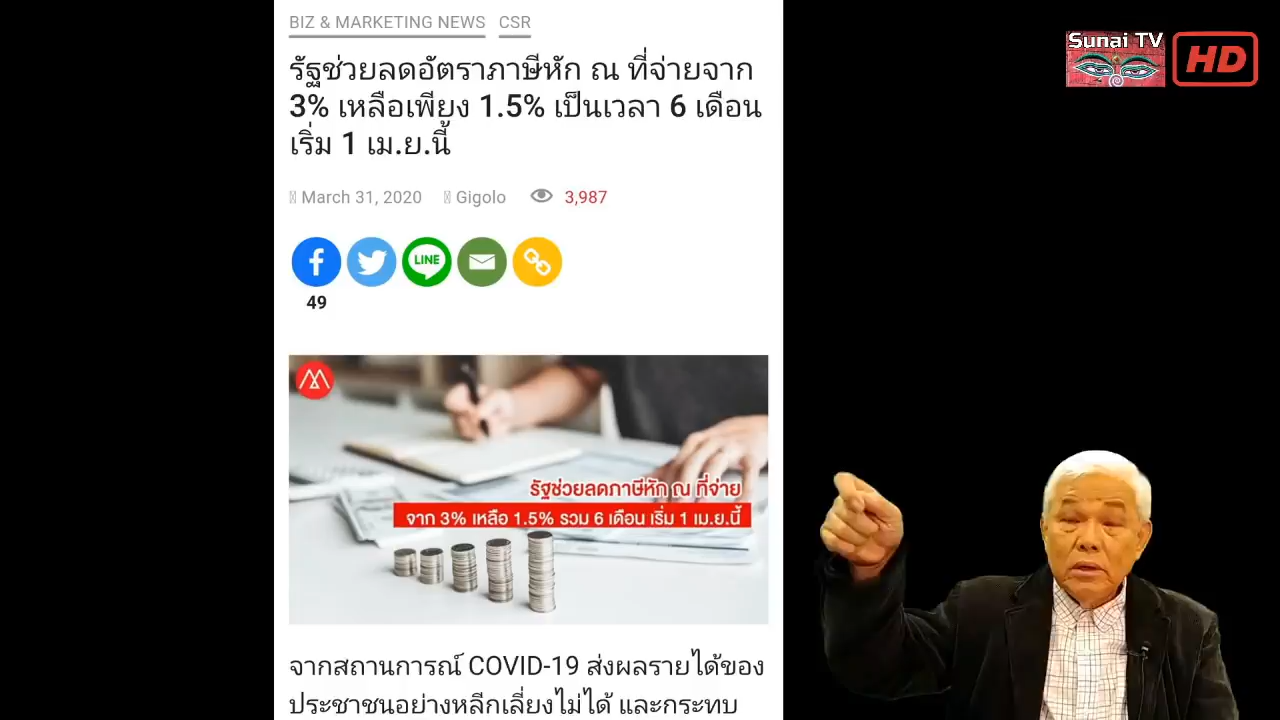 BIZ & MARKETING NEWS CSR
รัฐช่วยลดอัตราภาษีหัก ณ ที่จ่ายจาก
3% เหลือเพียง 1.5% เป็นเวลา 6 เดือน
เริ่ม 1 เม.ย.นี้
March 31, 2020 Gigolo 3,987
LINE
49
รัฐช่วยลดภาษีหัก ณ ที่จ่าย
จาก 3% เหลือ 1.5% รวม 6 เดือน เริ่ม 1 เม.ย.นี้
จากสถานการณ์ COVID-19 ส่งผลรายได้ของ
ประชาชนอย่างหลีกเลี่ยงไม่ได้ และกระทบ
Sunai TV
HD